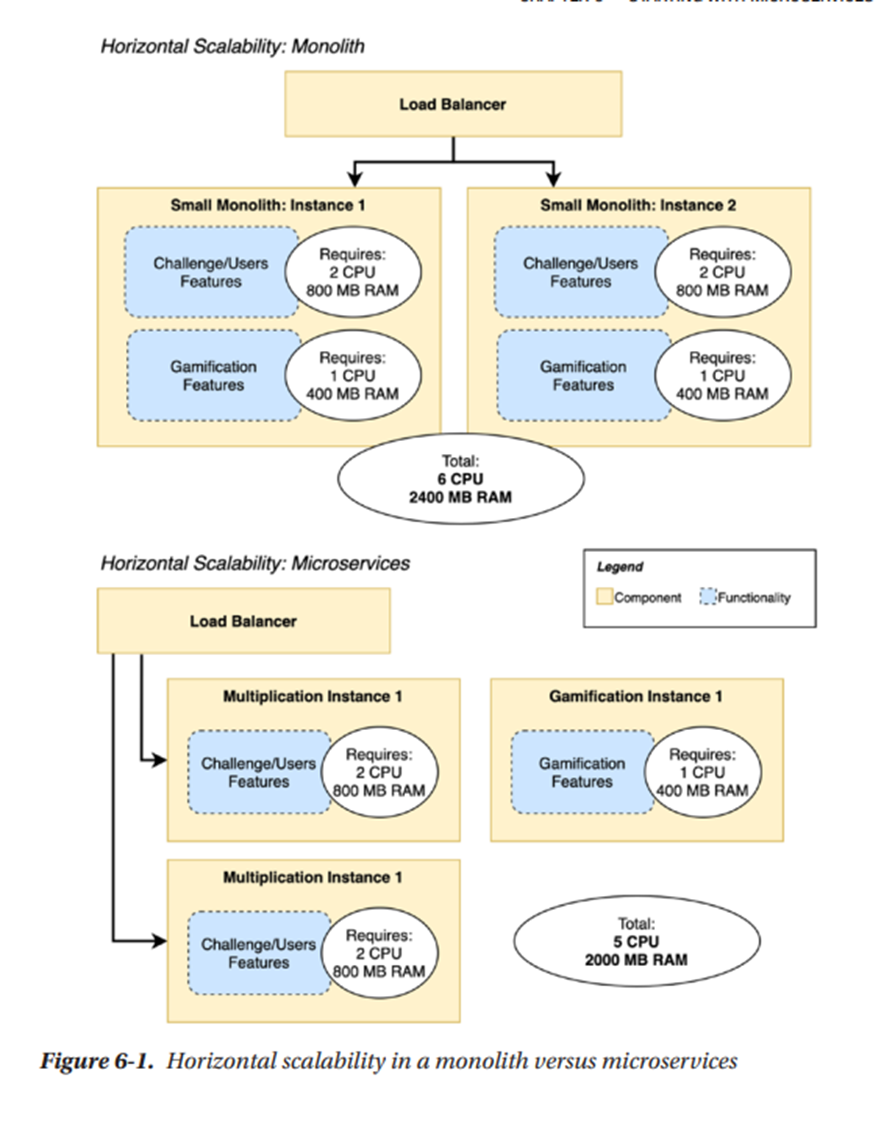 Horizontal Scalability: Monolith
Load Balancer
Small Monolith: Instance 1
Challenge/Users
Features
Requires:
2 CPU
800 MB RAM
Gamification
Features
Requires:
1 CPU
400 MB RAM
Small Monolith: Instance 2
Challenge/Users
Features
Requires:
2 CPU
800 MB RAM
Gamification
Features
Requires:
1 CPU
400 MB RAM
Total:
6 CPU
2400 MB RAM
Horizontal Scalability: Microservices
Legend
Component
Functionality
Load Balancer
Multiplication Instance 1
Challenge/Users
Features
Requires:
2 CPU
800 MB RAM
Gamification Instance 1
Gamification
Features
Requires:
1 CPU
400 MB RAM
Multiplication Instance 1
Challenge/Users
Features
Requires:
2 CPU
800 MB RAM
Total:
5 CPU
2000 MB RAM
Figure 6-1. Horizontal scalability in a monolith versus microservices